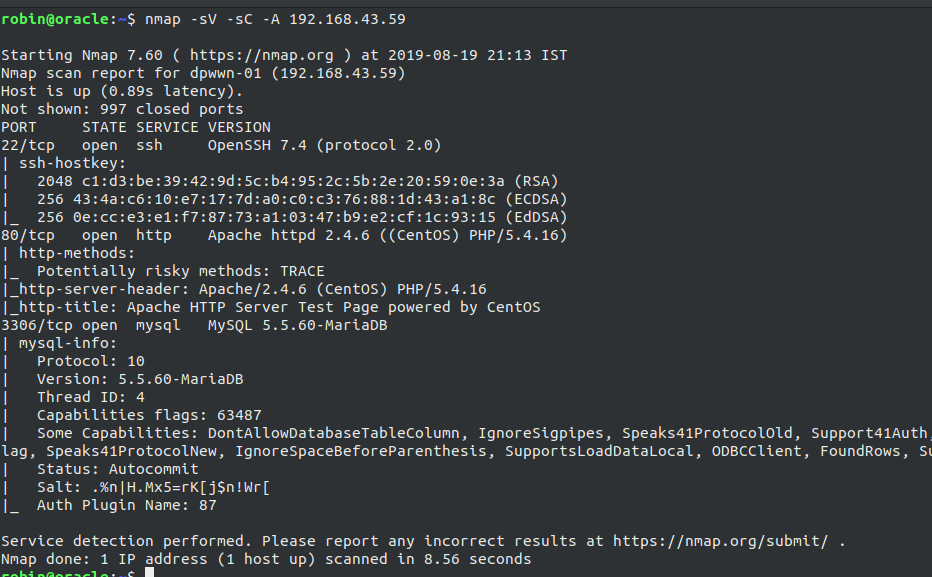 robin@oracle:~$ nmap -sV -sC -A 192.168.43.59
Starting Nmap 7.60 ( https://nmap.org ) at 2019-08-19 21:13 IST
Nmap scan report for dpwwn-01 (192.168.43.59)
Host is up (0.89s latency).
Not shown: 997 closed ports
PORT     STATE SERVICE VERSION
22/tcp   open  ssh     OpenSSH 7.4 (protocol 2.0)
| ssh-hostkey:
|   2048 c1:d3:be:39:42:9d:5c:b4:95:2c:5b:2e:20:59:0e:3a (RSA)
|   256 43:4a:c6:10:e7:17:7d:a0:c0:c3:76:88:1d:43:a1:8c (ECDSA)
|_  256 0e:cc:e3:e1:f7:87:73:a1:03:47:b9:e2:cf:1c:93:15 (EdDSA)
80/tcp   open  http    Apache httpd 2.4.6 ((CentOS) PHP/5.4.16)
| http-methods:
|_  Potentially risky methods: TRACE
|_http-server-header: Apache/2.4.6 (CentOS) PHP/5.4.16
|_http-title: Apache HTTP Server Test Page powered by CentOS
3306/tcp open  mysql   MySQL 5.5.60-MariaDB
| mysql-info:
|   Protocol: 10
|   Version: 5.5.60-MariaDB
|   Thread ID: 4
|   Capabilities flags: 63487
|   Some Capabilities: DontAllowDatabaseTableColumn, IgnoreSigpipes, Speaks41ProtocolOld, Support41Auth,
lag, Speaks41ProtocolNew, IgnoreSpaceBeforeParenthesis, SupportsLoadDataLocal, ODBCClient, FoundRows,
|   Status: Autocommit
|   Salt: .%n|H.Mx5=rK[j$n!Wr[
|_  Auth Plugin Name: 87
Service detection performed. Please report any incorrect results at https://nmap.org/submit/ .
Nmap done: 1 IP address (1 host up) scanned in 8.56 seconds
robin@oracle:~$